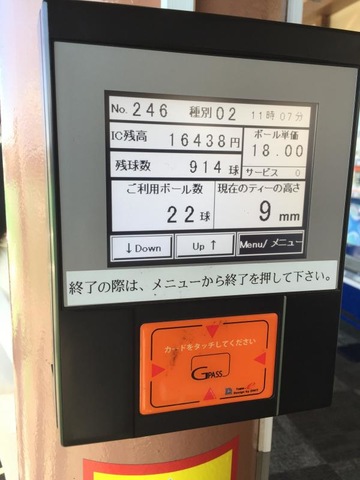 No. 246 種別 02 11時 07分
IC残高 16438円 ボール単価 18.00
残球数 914球 サービス 0
ご利用ボール数 現在のティーの高さ
22球 9mm
↓Down Up ↑ Menu/メニュー
終了の際は、メニューから終了を押して下さい。
カードをタッチしてください
GPASS